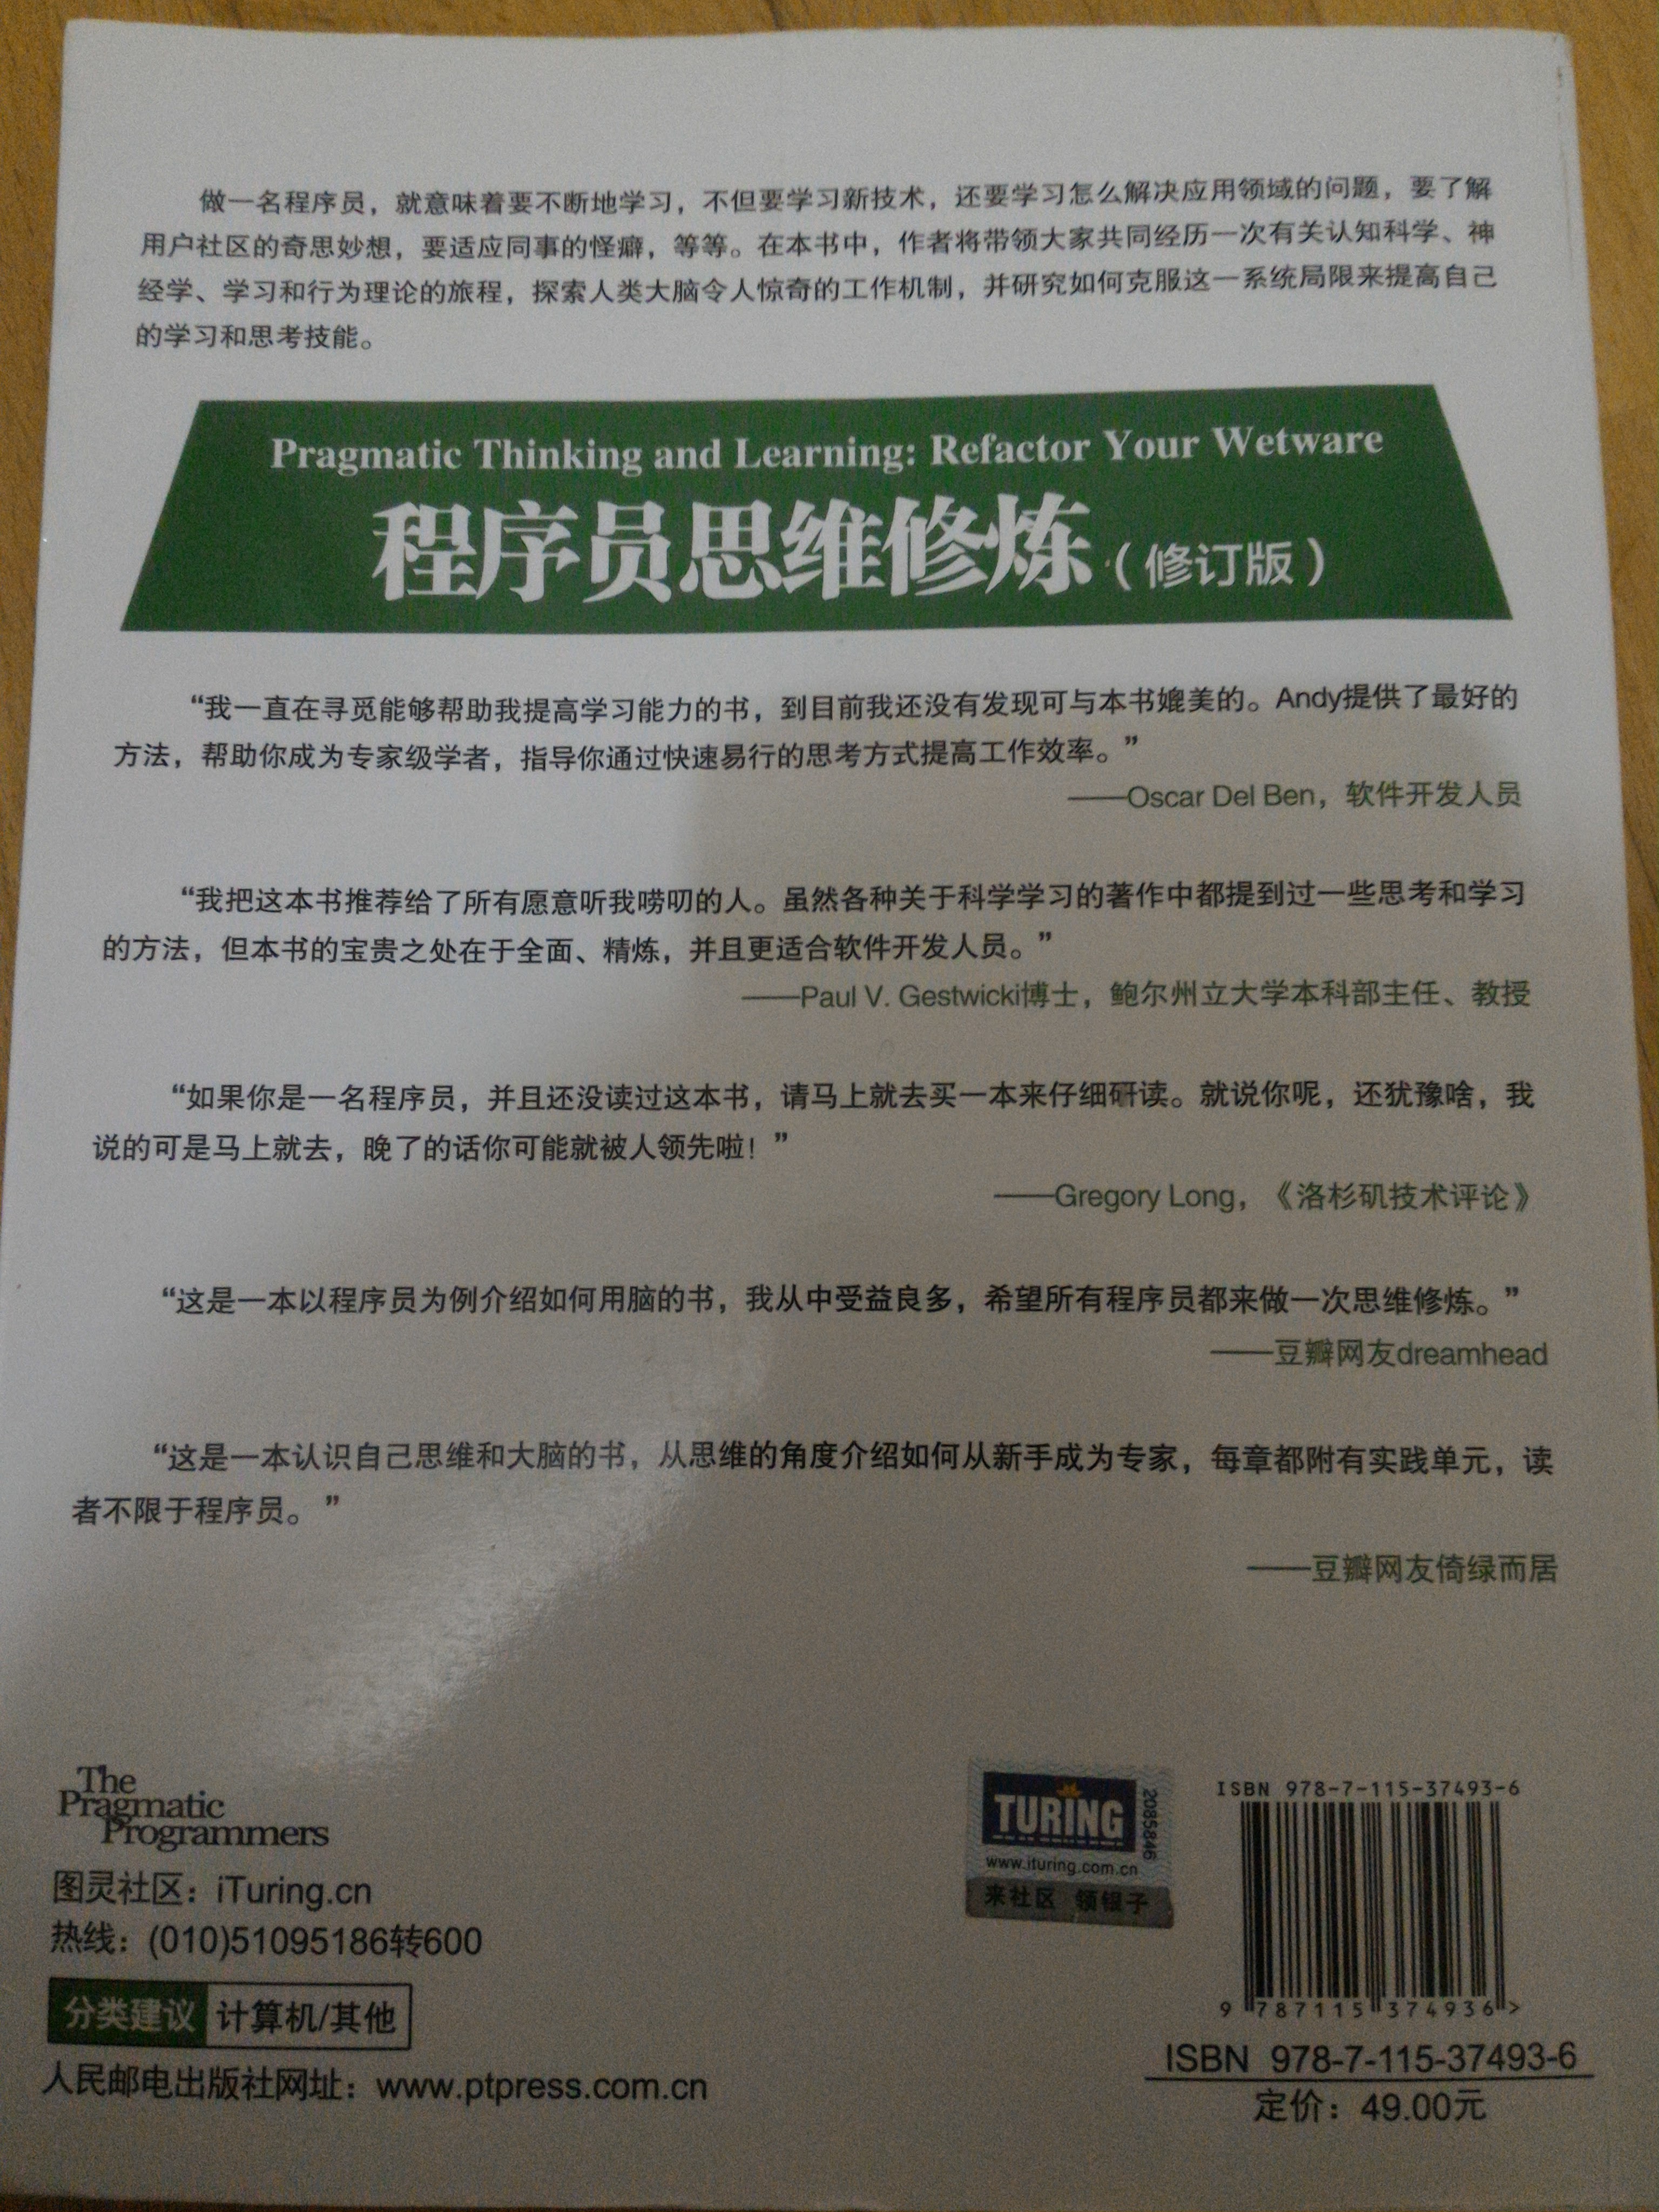 做一名程序员，就意味着要不断地学习，不但要学习新技术，还要学习怎么解决应用领域的问题，要了解
用户社区的奇思妙想，要适应同事的怪癖，等等。在本书中，作者将带领大家共同经历一次有关认知科学、神
经学、学习和行为理论的旅程，探索人类大脑令人惊奇的工作机制，并研究如何克服这一系统局限来提高自己
的学习和思考技能。
Pragmatic Thinking and Learning: Refactor Your Wetware
程序员思维修炼（修订版）
“我一直在寻觅能够帮助我提高学习能力的书，到目前我还没有发现可与本书媲美的。Andy提供了最好的
方法，帮助你成为专家级学者，指导你通过快速易行的思考方式提高工作效率。”
——Oscar Del Ben，软件开发人员
“我把这本书推荐给了所有愿意听我唠叨的人。虽然各种关于科学学习的著作中都提到过一些思考和学习
的方法，但本书的宝贵之处在于全面、精炼，并且更适合软件开发人员。”
——Paul V. Gestwicki博士，鲍尔州立大学本科部主任、教授
“如果你是一名程序员，并且还没读过这本书，请马上就去买一本来仔细研读。就说你呢，还犹豫啥，我
说的可是马上就去，晚了的话你可能就被人领先啦！”
——Gregory Long，《洛杉矶技术评论》
“这是一本以程序员为例介绍如何用脑的书，我从中受益良多，希望所有程序员都来做一次思维修炼。”
——豆瓣网友dreamhead
“这是一本认识自己思维和大脑的书，从思维的角度介绍如何从新手成为专家，每章都附有实践单元，读
者不限于程序员。”
——豆瓣网友倚绿而居
The
Pragmatic
Programmers
图灵社区：iTuring.cn
热线：(010)51095186转600
分类建议 计算机/其他
人民邮电出版社网址：www.ptpress.com.cn
TURING
2085846
www.ituring.com.cn
来社区 领银子
ISBN 978-7-115-37493-6
9 787115 374936 >
ISBN 978-7-115-37493-6
定价：49.00元